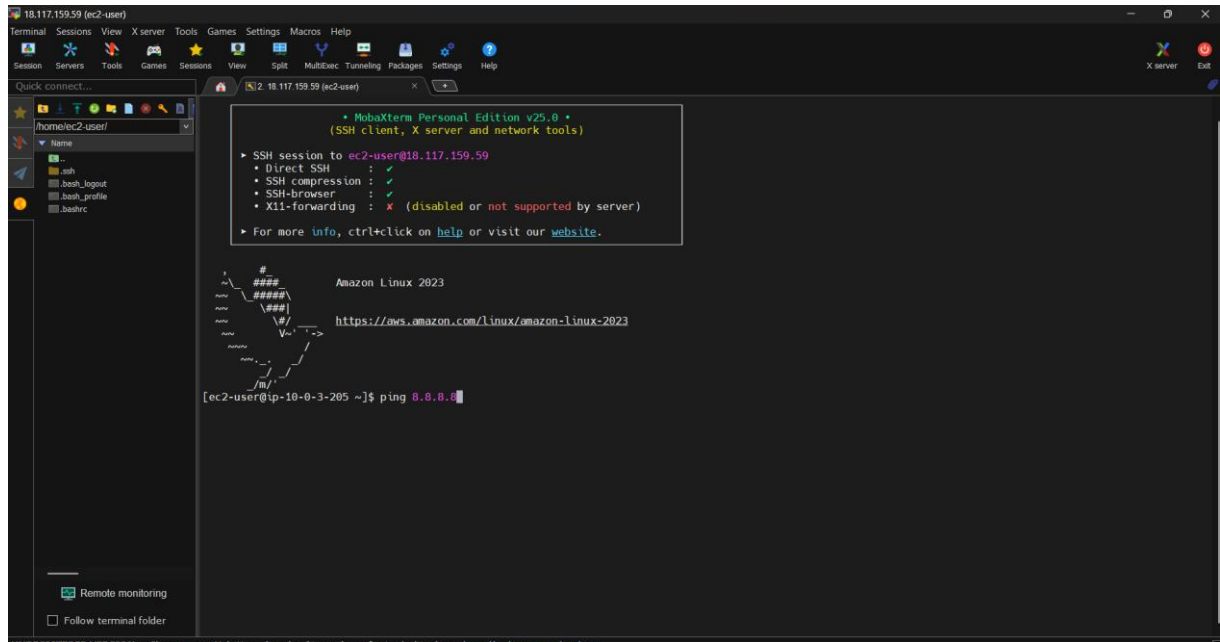 18.117.159.59 (ec2-user)
Terminal Sessions View X server Tools Games Settings Macros Help
Session Servers Tools Games Sessions View Split MultiExec Tunneling Packages Settings Help X server Exit
Quick connect...
2. 18.117.159.59 (ec2-user)
/home/ec2-user/
Name
..
.ssh
.bash_logout
.bash_profile
.bashrc
• MobaXterm Personal Edition v25.0 •
(SSH client, X server and network tools)
➤ SSH session to ec2-user@18.117.159.59
• Direct SSH : ✓
• SSH compression : ✓
• SSH-browser : ✓
• X11-forwarding : ✗ (disabled or not supported by server)
➤ For more info, ctrl+click on help or visit our website.
Amazon Linux 2023
https://aws.amazon.com/linux/amazon-linux-2023
[ec2-user@ip-10-0-3-205 ~]$ ping 8.8.8.8
Remote monitoring
Follow terminal folder